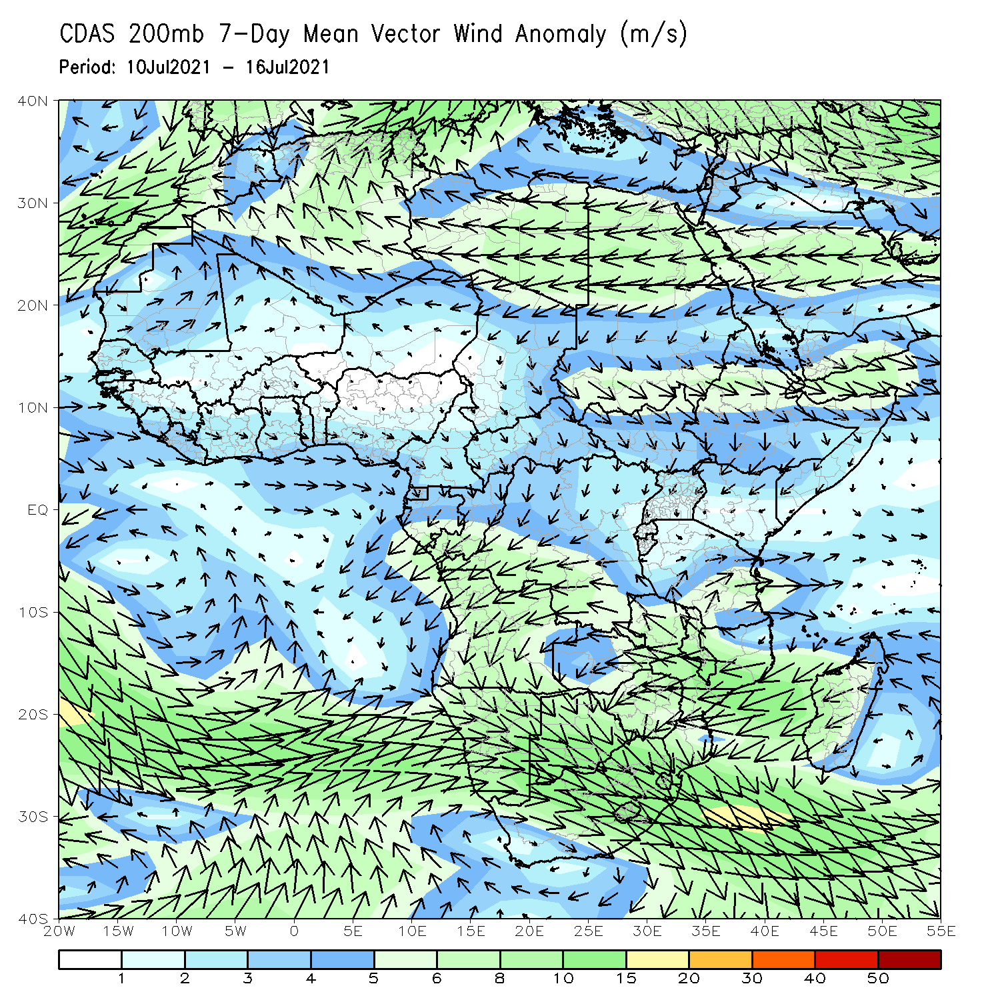 CDAS 200mb 7-Day Mean Vector Wind Anomaly (m/s)
Period: 10Jul2021 - 16Jul2021
40N
30N
20N
10N
EQ
10S
20S
30S
40S
20W 15W 10W 5W 0 5E 10E 15E 20E 25E 30E 35E 40E 45E 50E 55E
1 2 3 4 5 6 8 10 15 20 30 40 50